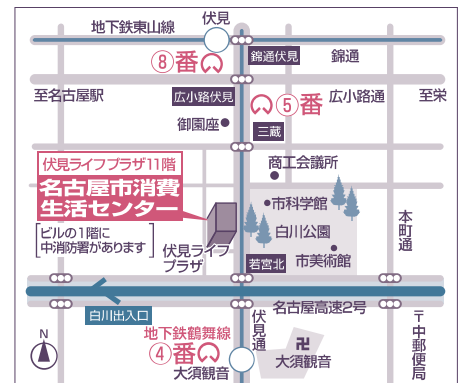 伏見
地下鉄東山線
⑧番
錦通伏見
錦通
至名古屋駅
広小路伏見
⑤番
広小路通
至栄
御園座
三蔵
商工会議所
伏見ライフプラザ11階
名古屋市消費
生活センター
ビルの1階に
中消防署があります
市科学館
白川公園
本町通
伏見ライフ
プラザ
若宮北
市美術館
白川出入口
名古屋高速2号
伏見通
N
地下鉄鶴舞線
④番
大須観音
大須観音
〒中郵便局